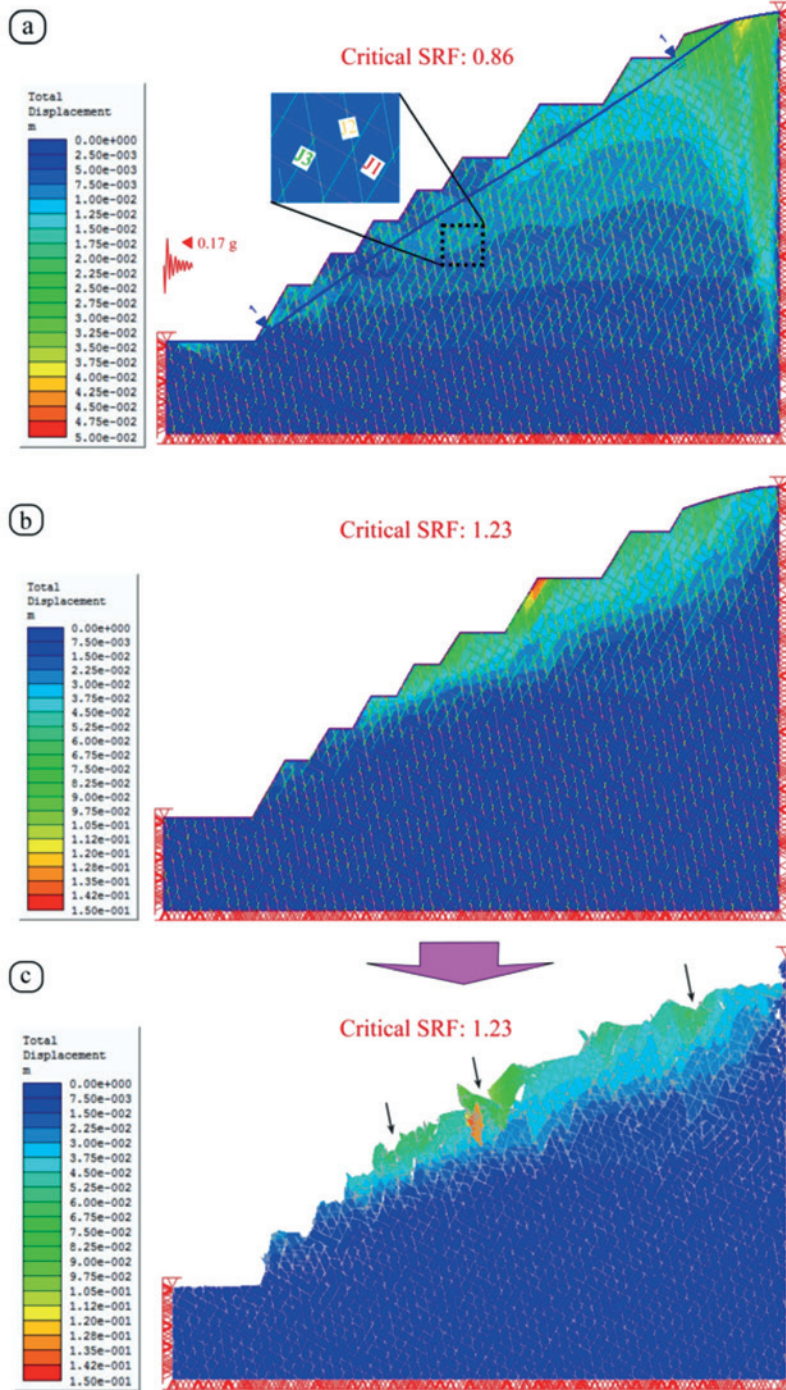 a
Critical SRF: 0.86
Total
Displacement
m
0.00e+000
2.50e-003
5.00e-003
7.50e-003
1.00e-002
1.25e-002
1.50e-002
1.75e-002
2.00e-002
2.25e-002
2.50e-002
2.75e-002
3.00e-002
3.25e-002
3.50e-002
3.75e-002
4.00e-002
4.25e-002
4.50e-002
4.75e-002
5.00e-002
J3
J2
J1
0.17 g
1
1
b
Critical SRF: 1.23
Total
Displacement
m
0.00e+000
7.50e-003
1.50e-002
2.25e-002
3.00e-002
3.75e-002
4.50e-002
5.25e-002
6.00e-002
6.75e-002
7.50e-002
8.25e-002
9.00e-002
9.75e-002
1.05e-001
1.12e-001
1.20e-001
1.28e-001
1.35e-001
1.42e-001
1.50e-001
c
Critical SRF: 1.23
Total
Displacement
m
0.00e+000
7.50e-003
1.50e-002
2.25e-002
3.00e-002
3.75e-002
4.50e-002
5.25e-002
6.00e-002
6.75e-002
7.50e-002
8.25e-002
9.00e-002
9.75e-002
1.05e-001
1.12e-001
1.20e-001
1.28e-001
1.35e-001
1.42e-001
1.50e-001